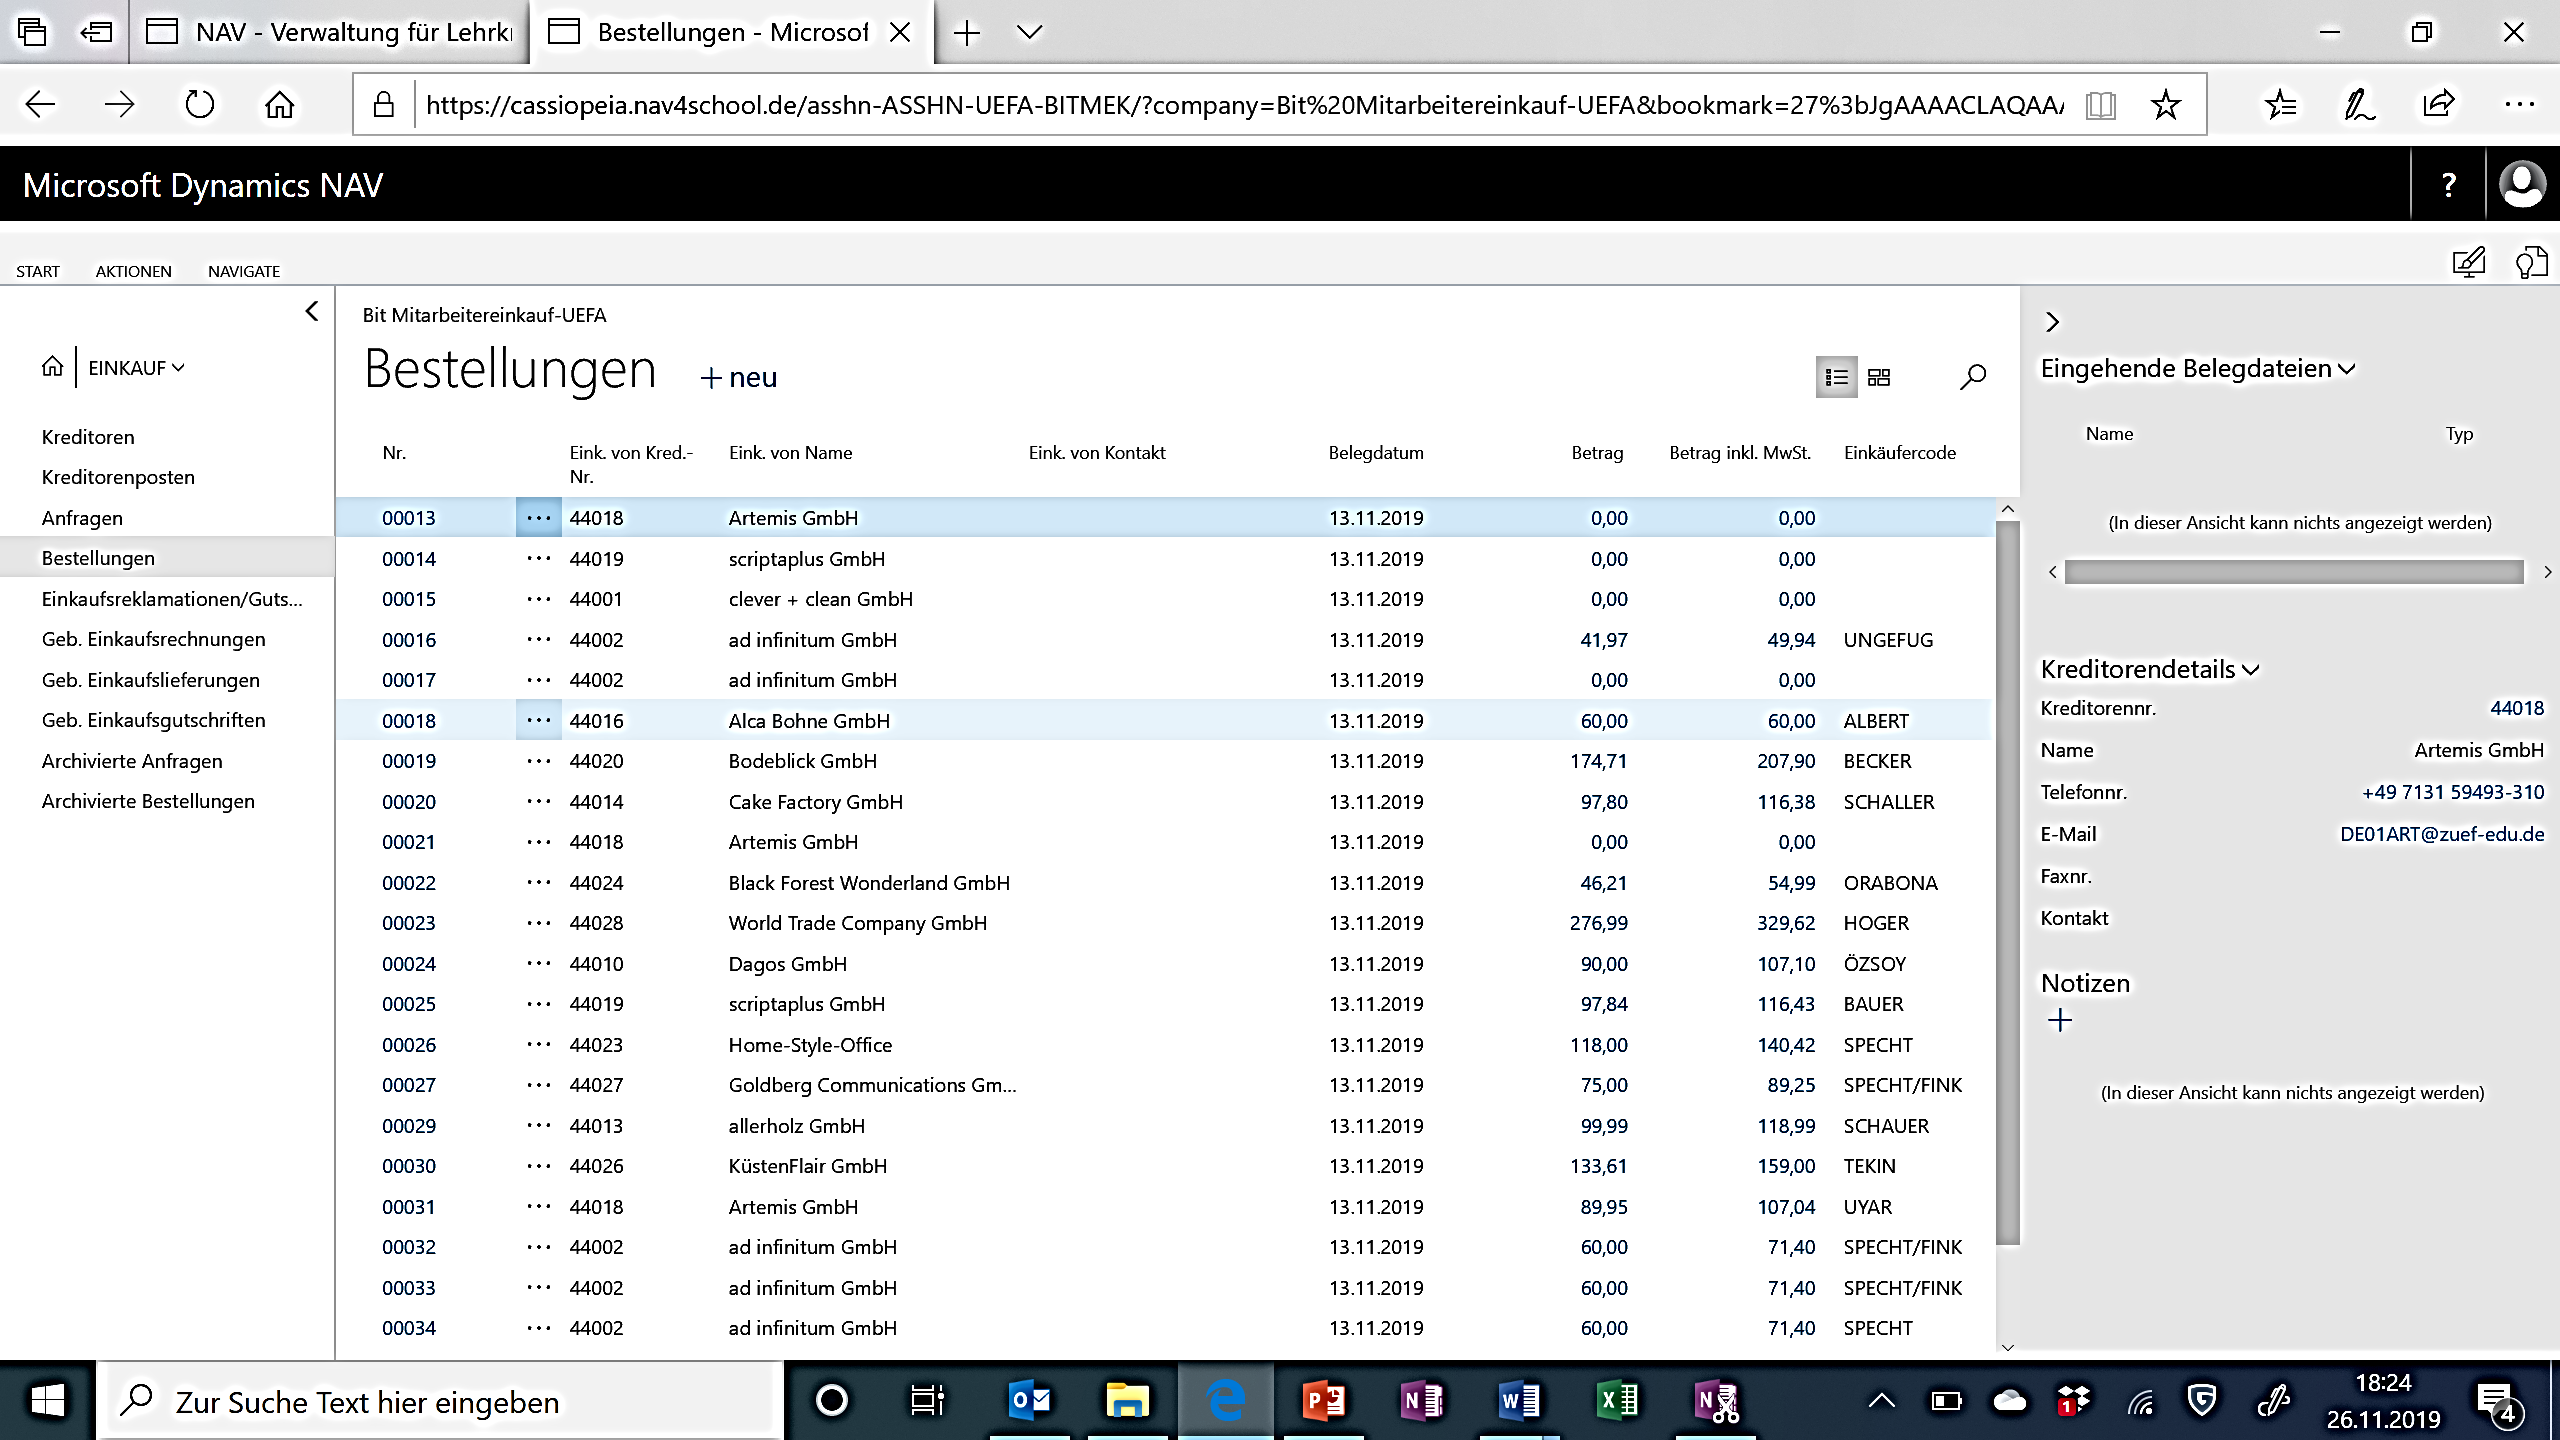 NAV - Verwaltung für Lehrk
Bestellungen - Microsof
https://cassiopeia.nav4school.de/asshn-ASSHN-UEFA-BITMEK/?company=Bit%20Mitarbeitereinkauf-UEFA&bookmark=27%3bJgAAAACLAQAA
Microsoft Dynamics NAV
?
START AKTIONEN NAVIGATE
EINKAUF
Kreditoren
Kreditorenposten
Anfragen
Bestellungen
Einkaufsreklamationen/Guts...
Geb. Einkaufsrechnungen
Geb. Einkaufslieferungen
Geb. Einkaufsgutschriften
Archivierte Anfragen
Archivierte Bestellungen
Bit Mitarbeitereinkauf-UEFA
Bestellungen + neu
Nr. Eink. von Kred.-Nr. Eink. von Name Eink. von Kontakt Belegdatum Betrag Betrag inkl. MwSt. Einkäufercode
00013 ... 44018 Artemis GmbH 13.11.2019 0,00 0,00
00014 ... 44019 scriptaplus GmbH 13.11.2019 0,00 0,00
00015 ... 44001 clever + clean GmbH 13.11.2019 0,00 0,00
00016 ... 44002 ad infinitum GmbH 13.11.2019 41,97 49,94 UNGEFUG
00017 ... 44002 ad infinitum GmbH 13.11.2019 0,00 0,00
00018 ... 44016 Alca Bohne GmbH 13.11.2019 60,00 60,00 ALBERT
00019 ... 44020 Bodeblick GmbH 13.11.2019 174,71 207,90 BECKER
00020 ... 44014 Cake Factory GmbH 13.11.2019 97,80 116,38 SCHALLER
00021 ... 44018 Artemis GmbH 13.11.2019 0,00 0,00
00022 ... 44024 Black Forest Wonderland GmbH 13.11.2019 46,21 54,99 ORABONA
00023 ... 44028 World Trade Company GmbH 13.11.2019 276,99 329,62 HOGER
00024 ... 44010 Dagos GmbH 13.11.2019 90,00 107,10 ÖZSOY
00025 ... 44019 scriptaplus GmbH 13.11.2019 97,84 116,43 BAUER
00026 ... 44023 Home-Style-Office 13.11.2019 118,00 140,42 SPECHT
00027 ... 44027 Goldberg Communications Gm... 13.11.2019 75,00 89,25 SPECHT/FINK
00029 ... 44013 allerholz GmbH 13.11.2019 99,99 118,99 SCHAUER
00030 ... 44026 KüstenFlair GmbH 13.11.2019 133,61 159,00 TEKIN
00031 ... 44018 Artemis GmbH 13.11.2019 89,95 107,04 UYAR
00032 ... 44002 ad infinitum GmbH 13.11.2019 60,00 71,40 SPECHT/FINK
00033 ... 44002 ad infinitum GmbH 13.11.2019 60,00 71,40 SPECHT/FINK
00034 ... 44002 ad infinitum GmbH 13.11.2019 60,00 71,40 SPECHT
Eingehende Belegdateien
Name Typ
(In dieser Ansicht kann nichts angezeigt werden)
Kreditorendetails
Kreditorennr. 44018
Name Artemis GmbH
Telefonnr. +49 7131 59493-310
E-Mail DE01ART@zuef-edu.de
Faxnr.
Kontakt
Notizen
(In dieser Ansicht kann nichts angezeigt werden)
Zur Suche Text hier eingeben
18:24
26.11.2019
4